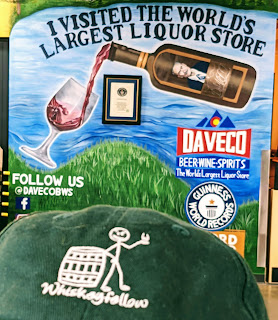 I VISITED THE WORLD'S
LARGEST LIQUOR STORE
DAVECO
BEER·WINE·SPIRITS
The World's Largest Liquor Store
FOLLOW US
@DAVECOBWS
GUINNESS
WORLD RECORDS
Whiskeyfellow